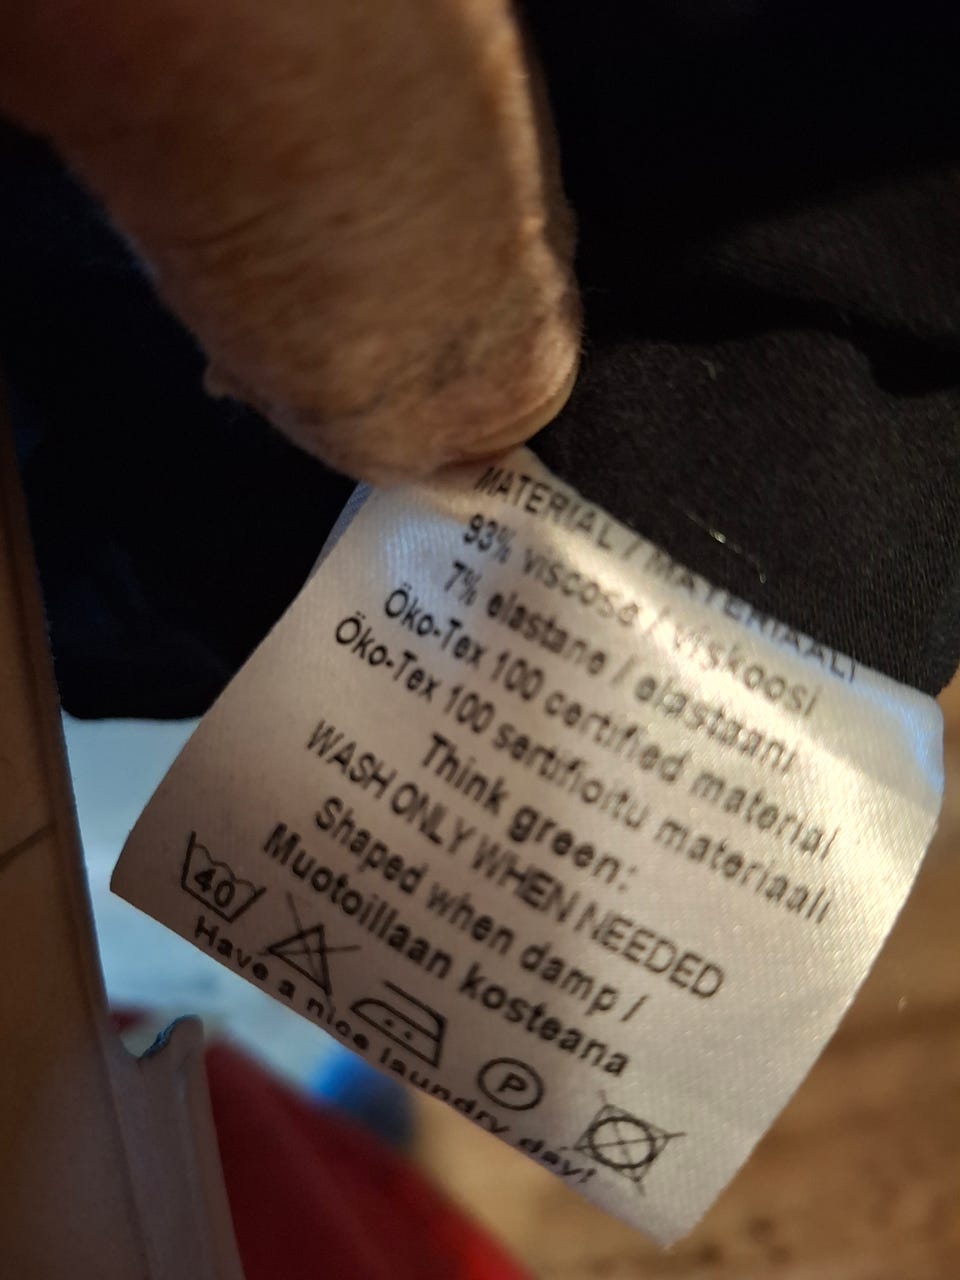 MATERIAL / MATERIAALI
93% viscose / viskoosi
7% elastane / elastaani
Öko-Tex 100 certified material
Öko-Tex 100 sertifioitu materiaali
Think green:
WASH ONLY WHEN NEEDED
Shaped when damp /
Muotoillaan kosteana
40
P
Have a nice laundry day!